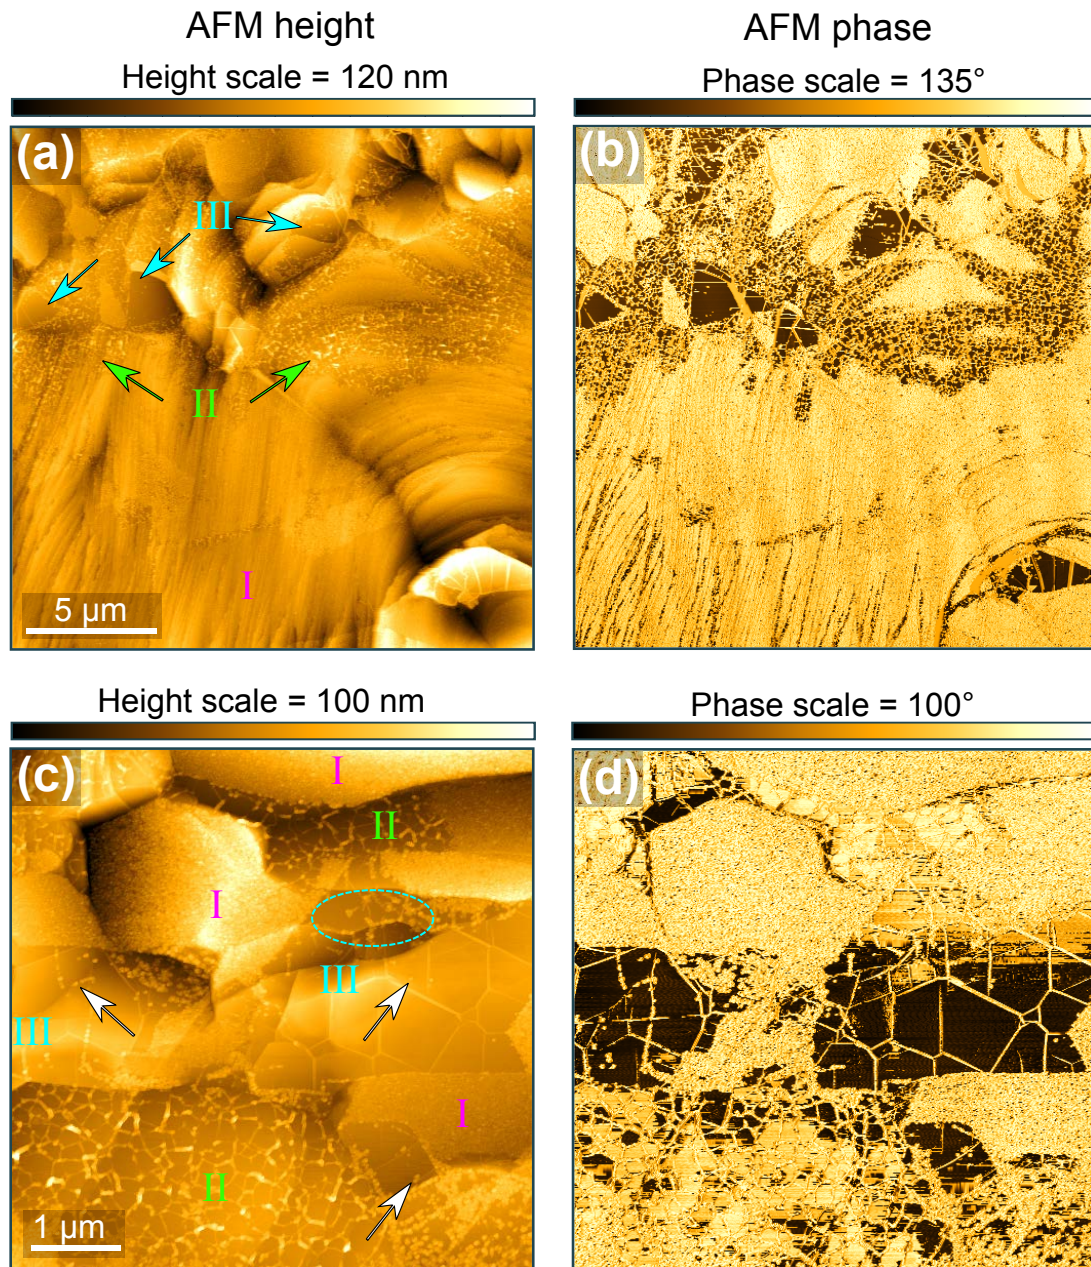 AFM height
AFM phase
Height scale = 120 nm
Phase scale = 135°
(a)
(b)
III
II
I
5 µm
Height scale = 100 nm
Phase scale = 100°
(c)
(d)
I
II
I
III
III
I
II
1 µm